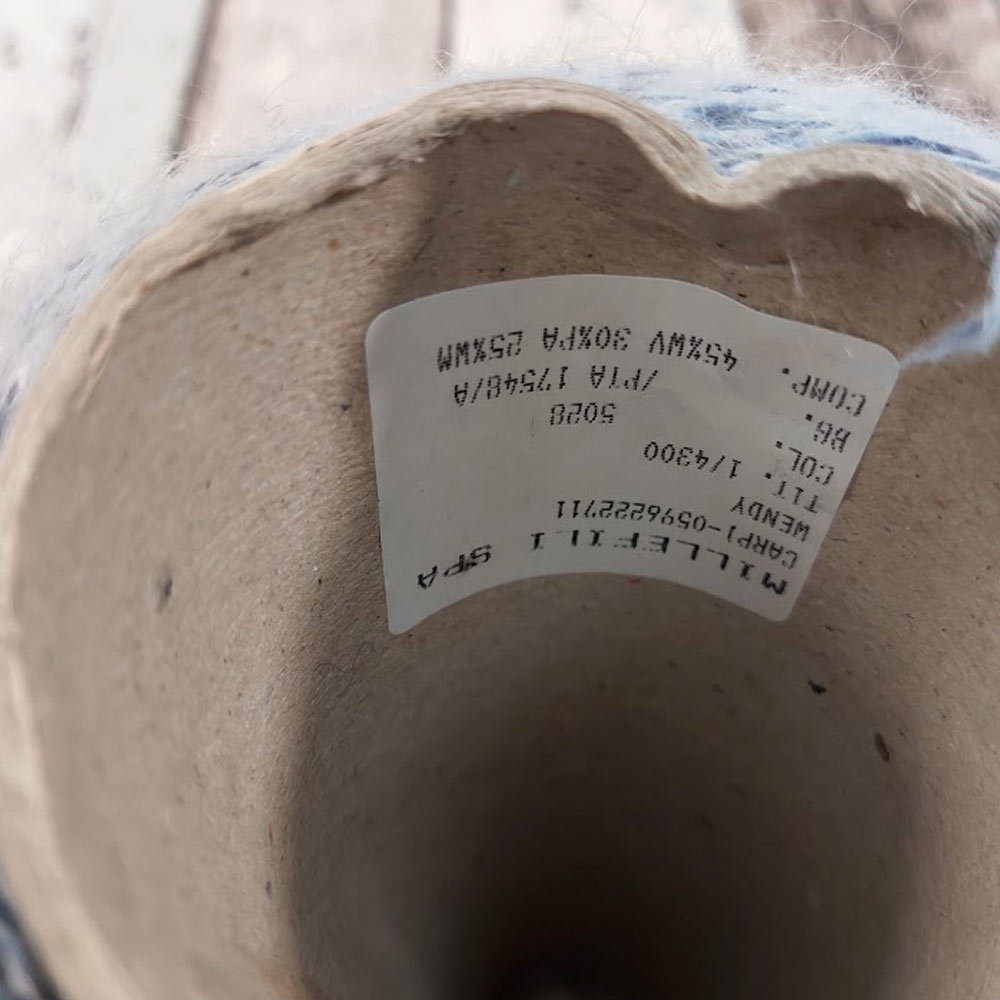 MILLEFILI SPA
CARPI-0596222711
WENDY
TIT. 1/4300
COL. 5028
BG. /PTA 17548/A
COMP. 45%WV 30%PA 25%WM